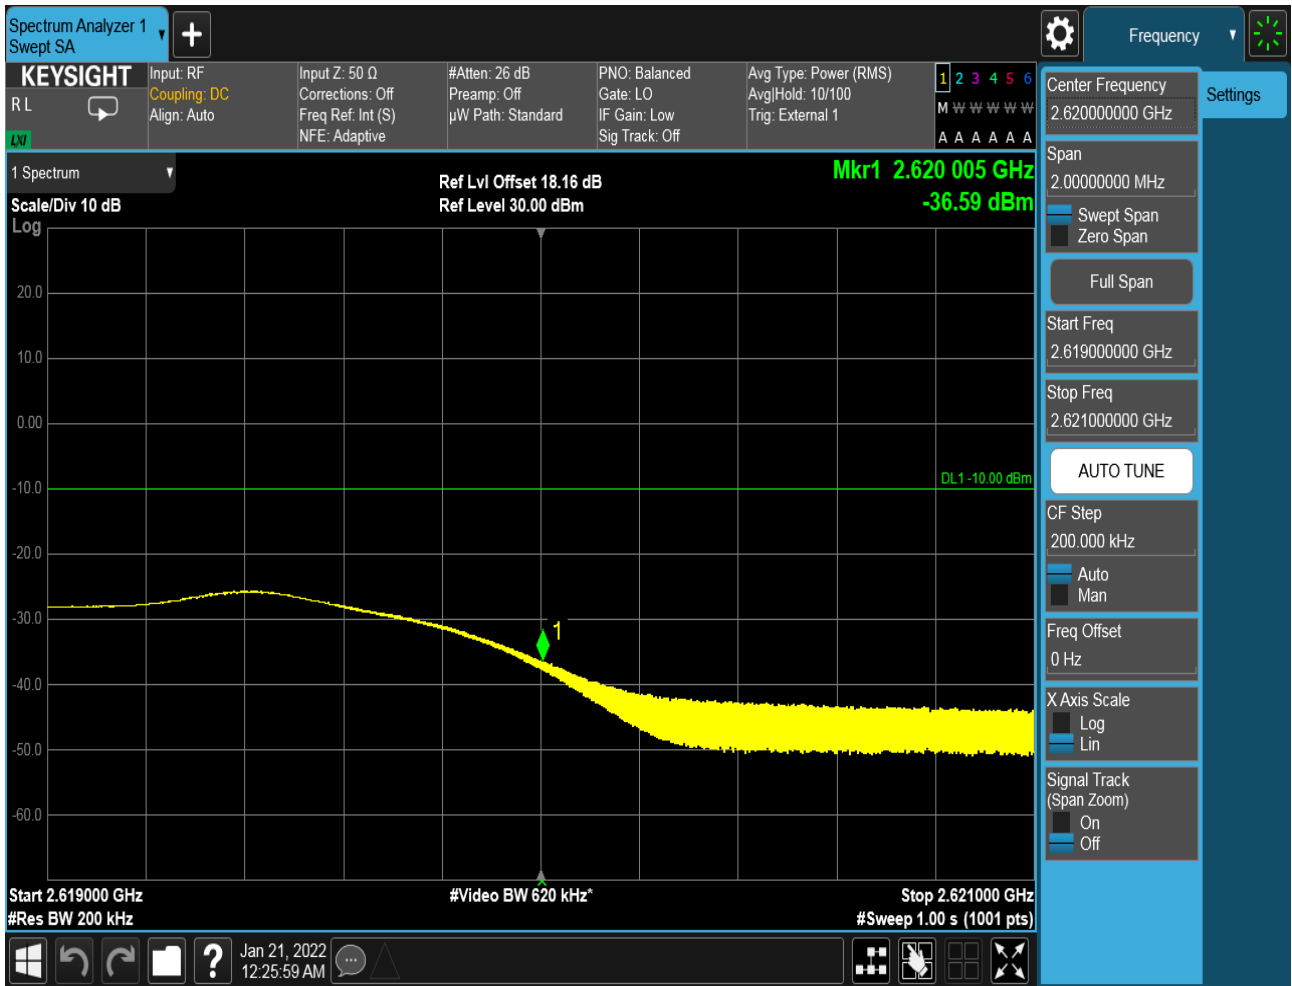 Spectrum Analyzer 1
Swept SA
Frequency
KEYSIGHT
R L
LXI
Input: RF
Coupling: DC
Align: Auto
Input Z: 50 Ω
Corrections: Off
Freq Ref: Int (S)
NFE: Adaptive
#Atten: 26 dB
Preamp: Off
µW Path: Standard
PNO: Balanced
Gate: LO
IF Gain: Low
Sig Track: Off
Avg Type: Power (RMS)
Avg|Hold: 10/100
Trig: External 1
1 2 3 4 5 6
M W W W W W
A A A A A A
1 Spectrum
Scale/Div 10 dB
Log
Ref Lvl Offset 18.16 dB
Ref Level 30.00 dBm
Mkr1 2.620 005 GHz
-36.59 dBm
20.0
10.0
0.00
-10.0
DL1 -10.00 dBm
-20.0
-30.0
1
-40.0
-50.0
-60.0
Start 2.619000 GHz
#Res BW 200 kHz
#Video BW 620 kHz*
Stop 2.621000 GHz
#Sweep 1.00 s (1001 pts)
Center Frequency
2.620000000 GHz
Settings
Span
2.00000000 MHz
Swept Span
Zero Span
Full Span
Start Freq
2.619000000 GHz
Stop Freq
2.621000000 GHz
AUTO TUNE
CF Step
200.000 kHz
Auto
Man
Freq Offset
0 Hz
X Axis Scale
Log
Lin
Signal Track
(Span Zoom)
On
Off
?
Jan 21, 2022
12:25:59 AM